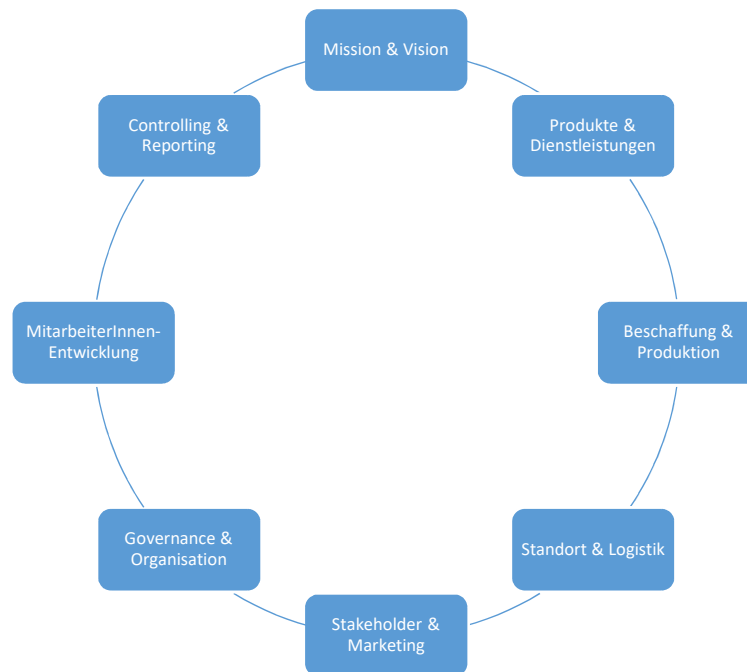 Mission & Vision
Produkte &
Dienstleistungen
Beschaffung &
Produktion
Standort & Logistik
Stakeholder &
Marketing
Governance &
Organisation
MitarbeiterInnen-
Entwicklung
Controlling &
Reporting